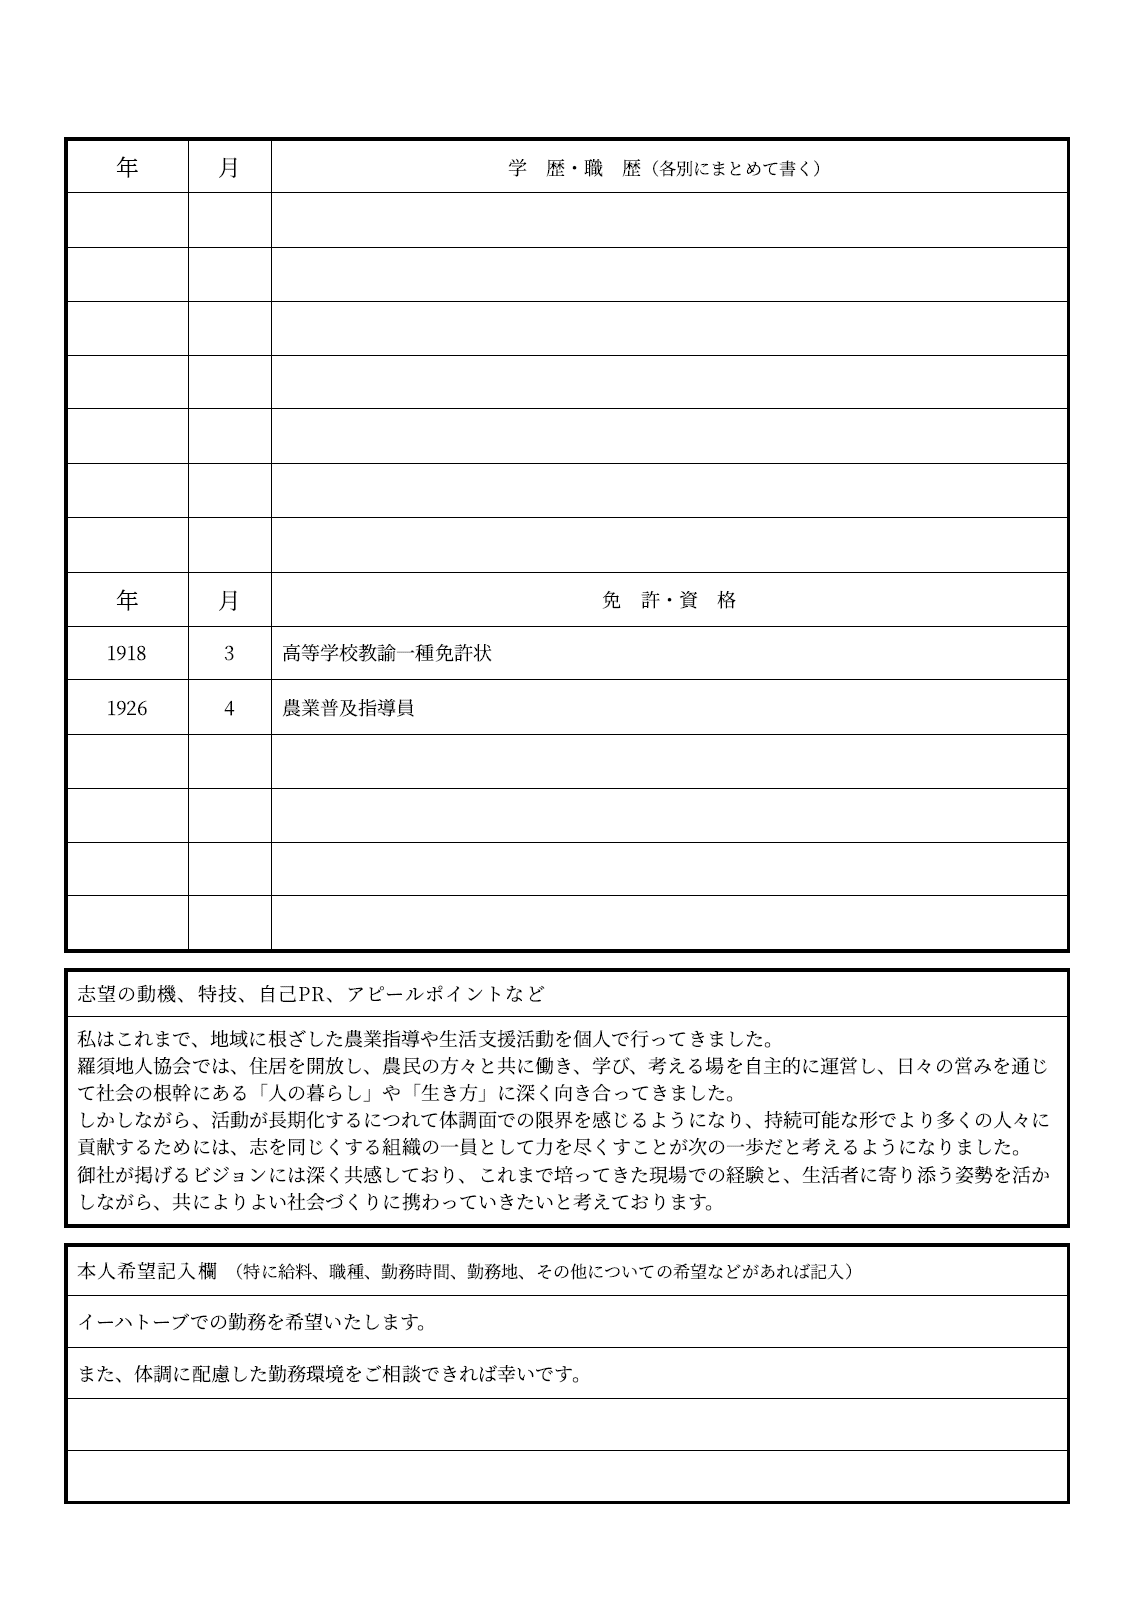 年 月 学　歴・職　歴（各別にまとめて書く）
年 月 免　許・資　格
1918 3 高等学校教諭一種免許状
1926 4 農業普及指導員
志望の動機、特技、自己PR、アピールポイントなど
私はこれまで、地域に根ざした農業指導や生活支援活動を個人で行ってきました。
羅須地人協会では、住居を開放し、農民の方々と共に働き、学び、考える場を自主的に運営し、日々の営みを通じ
て社会の根幹にある「人の暮らし」や「生き方」に深く向き合ってきました。
しかしながら、活動が長期化するにつれて体調面での限界を感じるようになり、持続可能な形でより多くの人々に
貢献するためには、志を同じくする組織の一員として力を尽くすことが次の一歩だと考えるようになりました。
御社が掲げるビジョンには深く共感しており、これまで培ってきた現場での経験と、生活者に寄り添う姿勢を活か
しながら、共によりよい社会づくりに携わっていきたいと考えております。
本人希望記入欄　（特に給料、職種、勤務時間、勤務地、その他についての希望などがあれば記入）
イーハトーブでの勤務を希望いたします。
また、体調に配慮した勤務環境をご相談できれば幸いです。